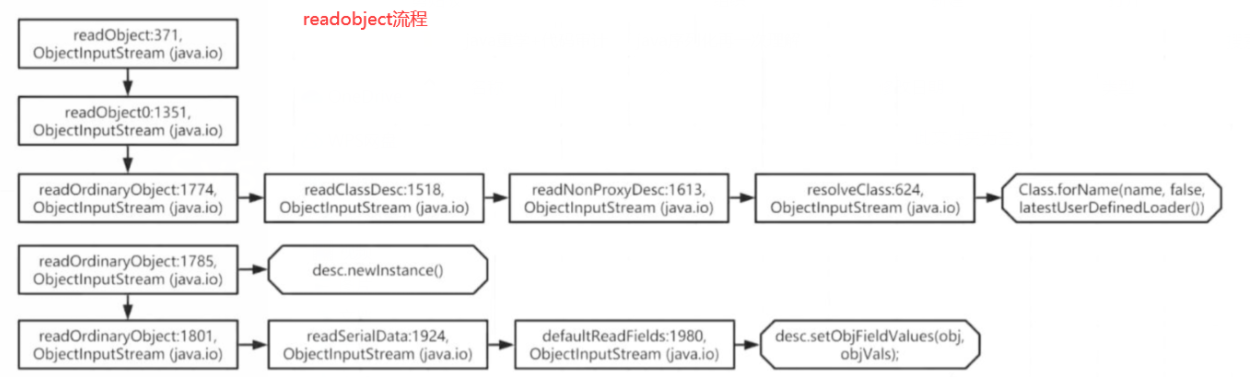 readobject流程
readObject:371,
ObjectInputStream (java.io)
readObject0:1351,
ObjectInputStream (java.io)
readOrdinaryObject:1774,
ObjectInputStream (java.io)
readClassDesc:1518,
ObjectInputStream (java.io)
readNonProxyDesc:1613,
ObjectInputStream (java.io)
resolveClass:624,
ObjectInputStream (java.io)
Class.forName(name, false,
latestUserDefinedLoader())
readOrdinaryObject:1785,
ObjectInputStream (java.io)
desc.newInstance()
readOrdinaryObject:1801,
ObjectInputStream (java.io)
readSerialData:1924,
ObjectInputStream (java.io)
defaultReadFields:1980,
ObjectInputStream (java.io)
desc.setObjFieldValues(obj,
objVals);